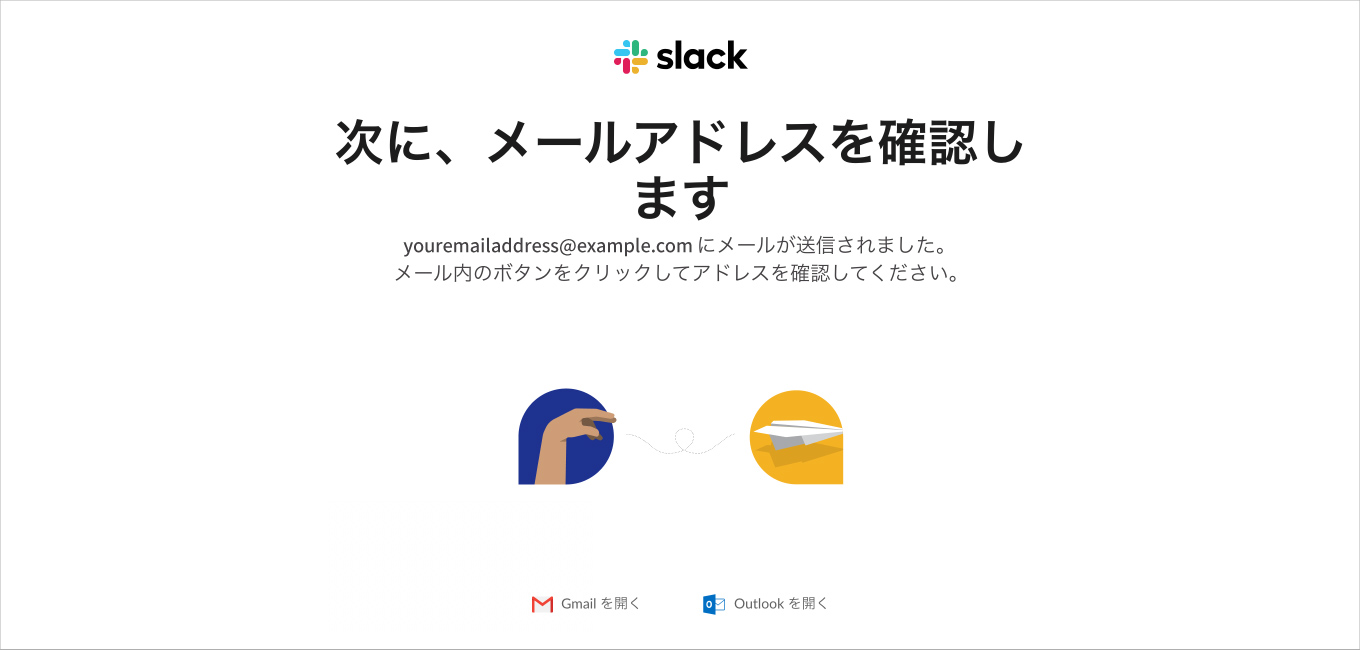 slack
次に、メールアドレスを確認し
ます
youremailaddress@example.com にメールが送信されました。
メール内のボタンをクリックしてアドレスを確認してください。
Gmail を開く
Outlook を開く